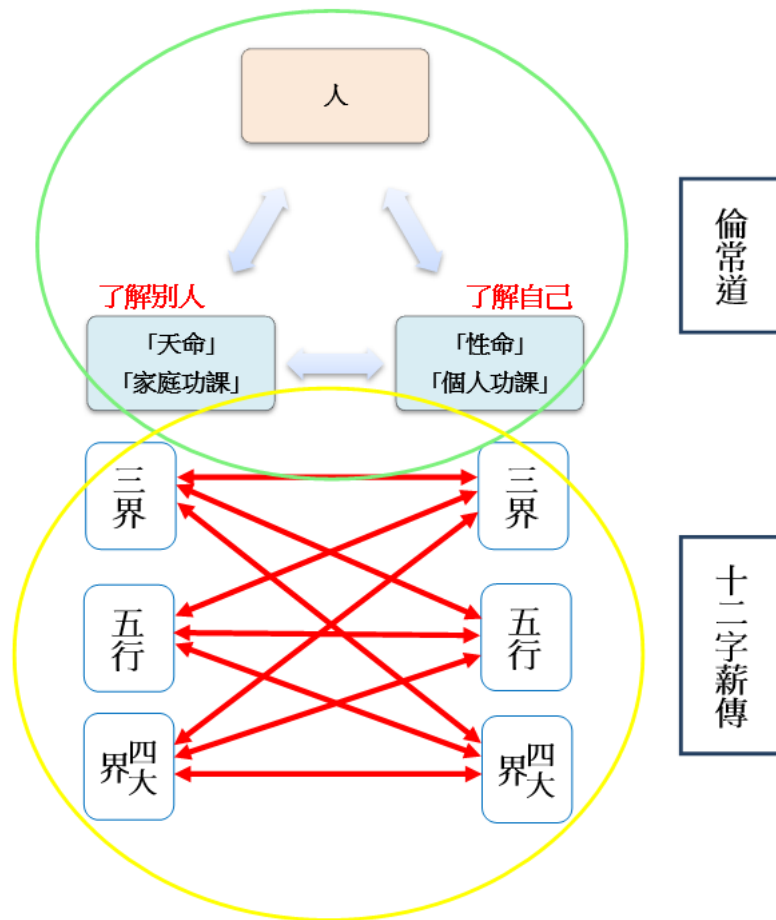 人
倫常道
了解別人
了解自己
「天命」
「家庭功課」
「性命」
「個人功課」
三界
三界
五行
五行
十二字薪傳
四大界
四大界